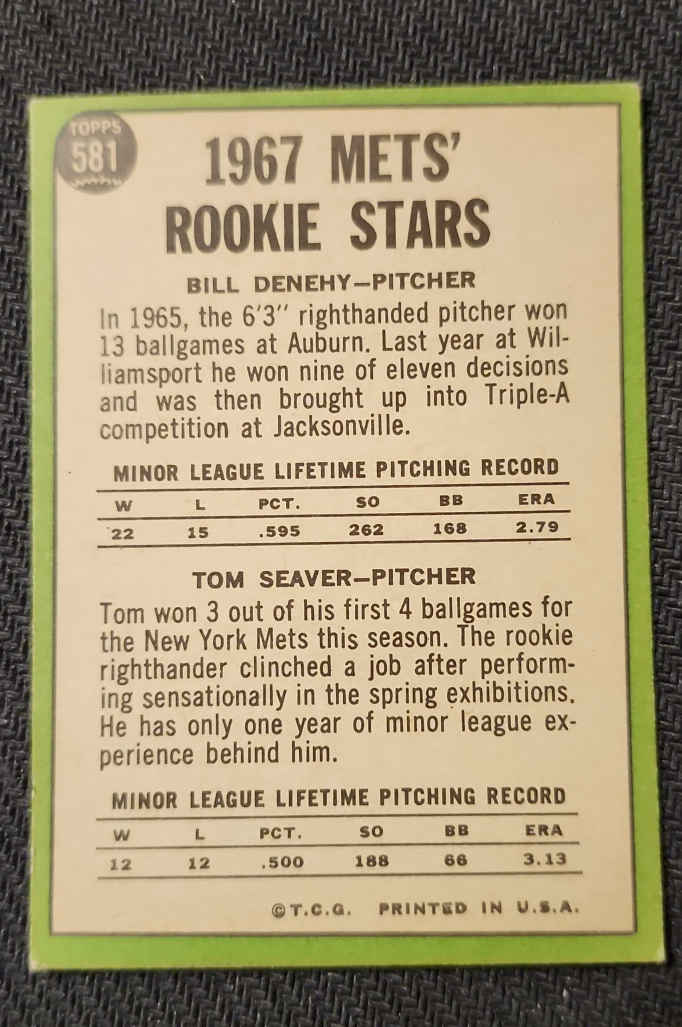 TOPPS
581
1967 METS'
ROOKIE STARS
BILL DENEHY—PITCHER
In 1965, the 6'3" righthanded pitcher won
13 ballgames at Auburn. Last year at Wil-
liamsport he won nine of eleven decisions
and was then brought up into Triple-A
competition at Jacksonville.
MINOR LEAGUE LIFETIME PITCHING RECORD
W L PCT. SO BB ERA
22 15 .595 262 168 2.79
TOM SEAVER—PITCHER
Tom won 3 out of his first 4 ballgames for
the New York Mets this season. The rookie
righthander clinched a job after perform-
ing sensationally in the spring exhibitions.
He has only one year of minor league ex-
perience behind him.
MINOR LEAGUE LIFETIME PITCHING RECORD
W L PCT. SO BB ERA
12 12 .500 188 66 3.13
©T.C.G. PRINTED IN U.S.A.